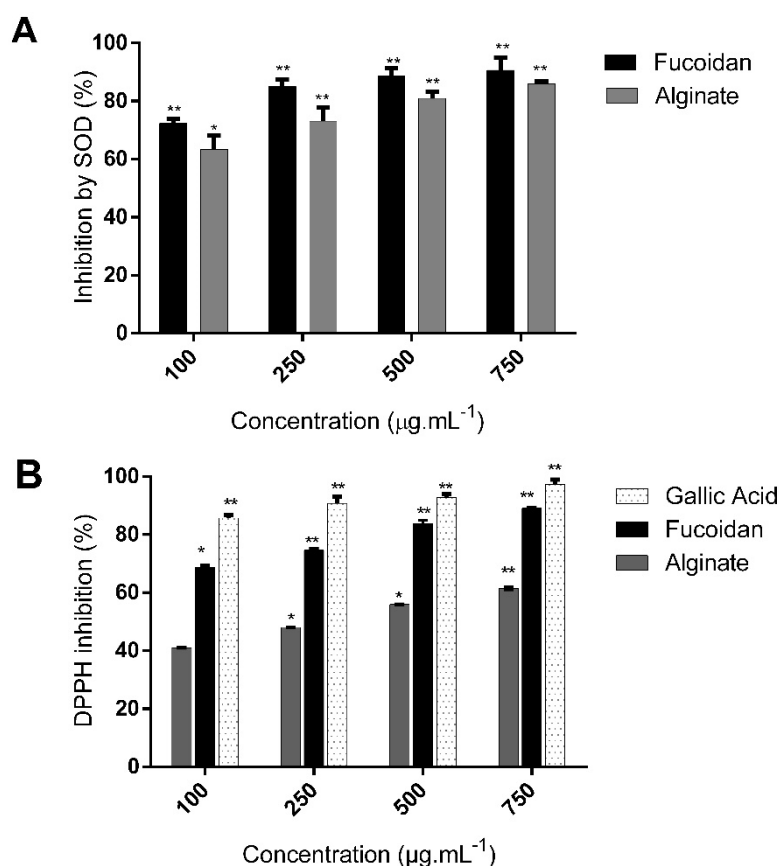 A
100
80
60
40
20
0
Inhibition by SOD (%)
** * ** ** ** ** ** **
Fucoidan
Alginate
100 250 500 750
Concentration (μg.mL⁻¹)
B
100
80
60
40
20
0
DPPH inhibition (%)
* ** * ** ** * ** ** ** ** **
Gallic Acid
Fucoidan
Alginate
100 250 500 750
Concentration (μg.mL⁻¹)